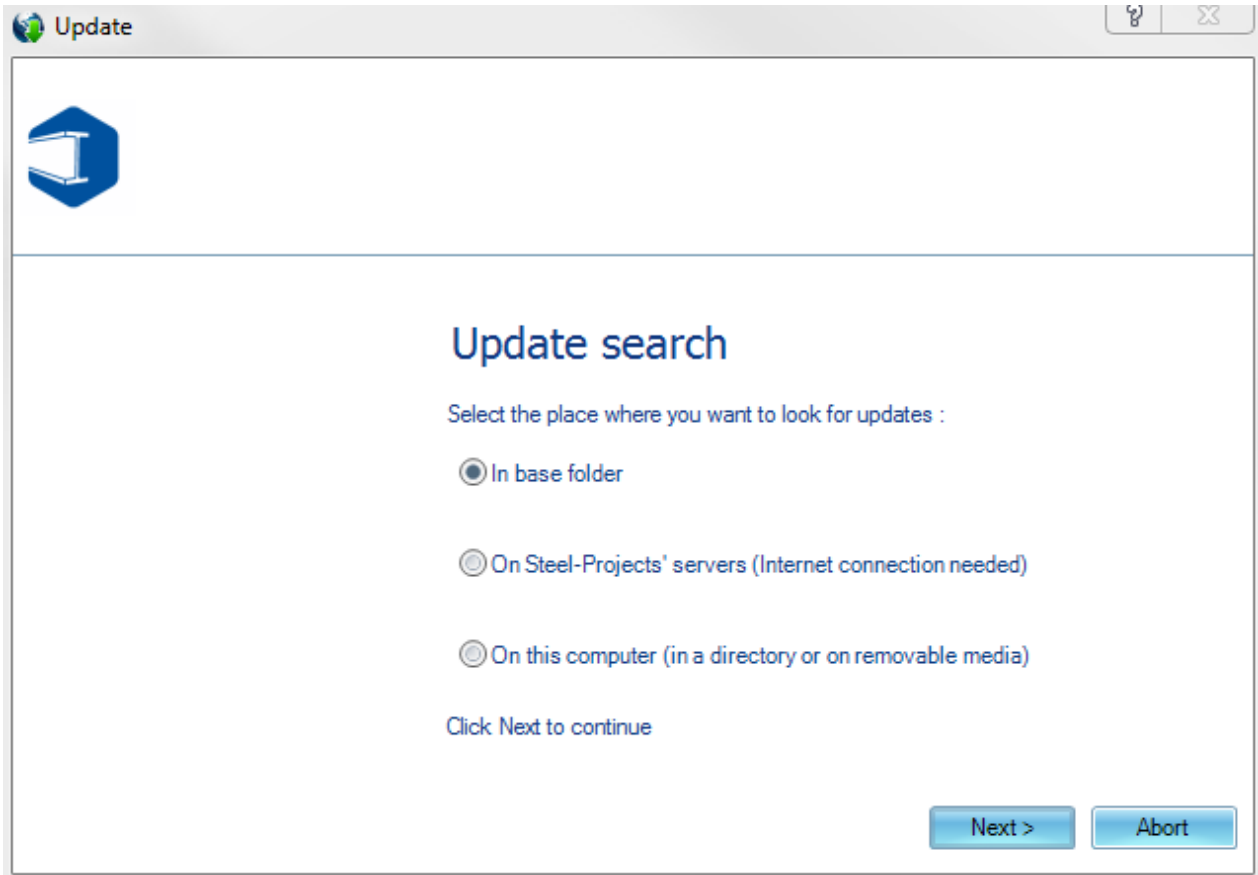 Update
Update search
Select the place where you want to look for updates :
In base folder
On Steel-Projects' servers (Internet connection needed)
On this computer (in a directory or on removable media)
Click Next to continue
Next >
Abort